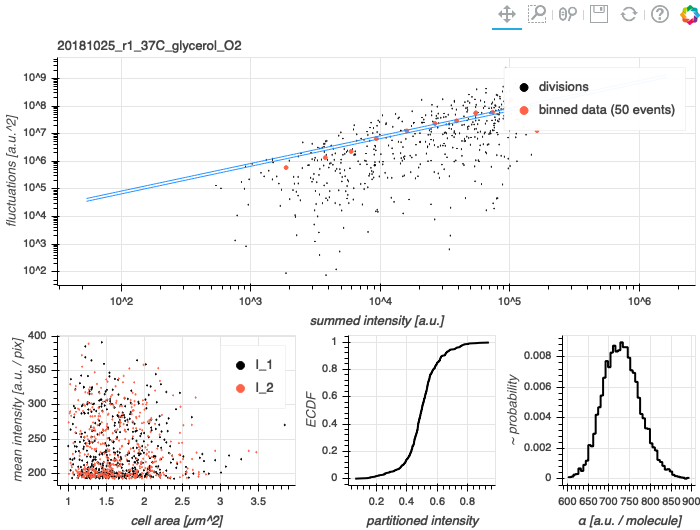 20181025_r1_37C_glycerol_O2
fluctuations [a.u.^2]
10^9
10^8
10^7
10^6
10^5
10^4
10^3
10^2
divisions
binned data (50 events)
10^2 10^3 10^4 10^5 10^6
summed intensity [a.u.]
mean intensity [a.u. / pix]
400
350
300
250
200
I_1
I_2
1 1.5 2 2.5 3 3.5
cell area [µm^2]
ECDF
1
0.8
0.6
0.4
0.2
0
0.2 0.4 0.6 0.8
partitioned intensity
~ probability
0.008
0.006
0.004
0.002
0
600 650 700 750 800 850 900
α [a.u. / molecule]